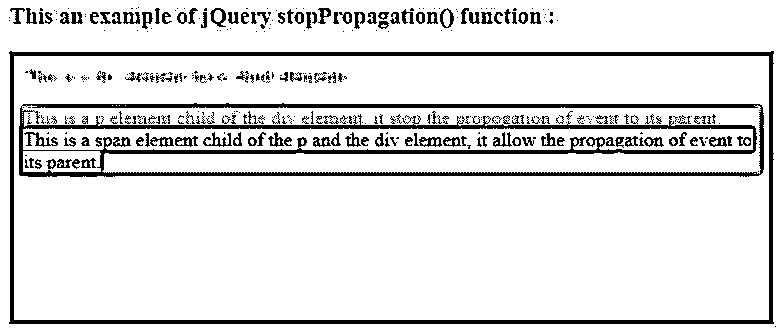 This an example of jQuery stopPropagation() function :
This is a p element child of the div element, it stop the propogation of event to its parent.
This is a span element child of the p and the div element, it allow the propagation of event to
its parent.